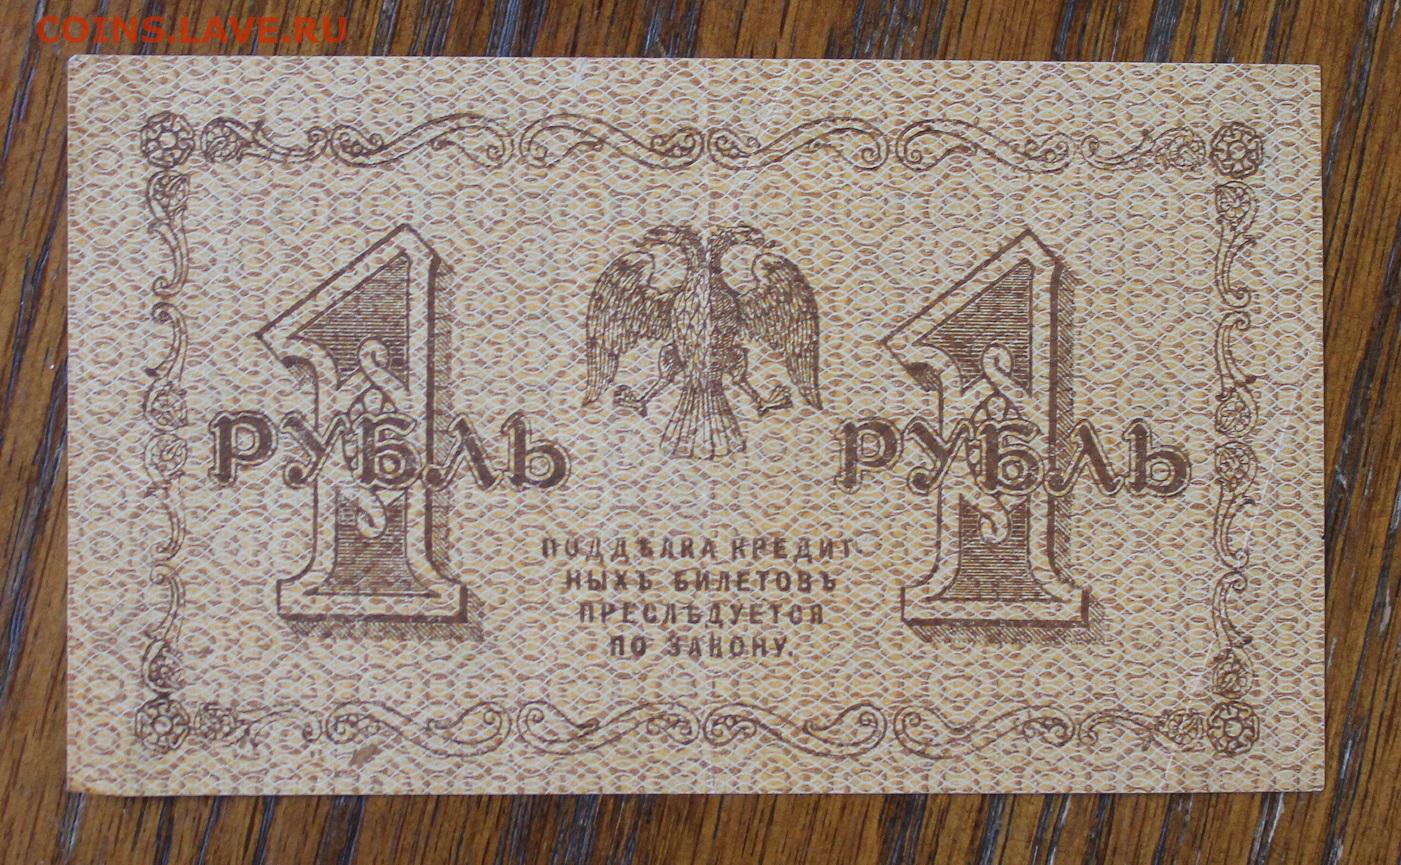 COINS.LAVE.RU
1 1
РУБЛЬ РУБЛЬ
ПОДДѢЛКА КРЕДИТ-
НЫХЪ БИЛЕТОВЪ
ПРЕСЛѢДУЕТСЯ
ПО ЗАКОНУ.